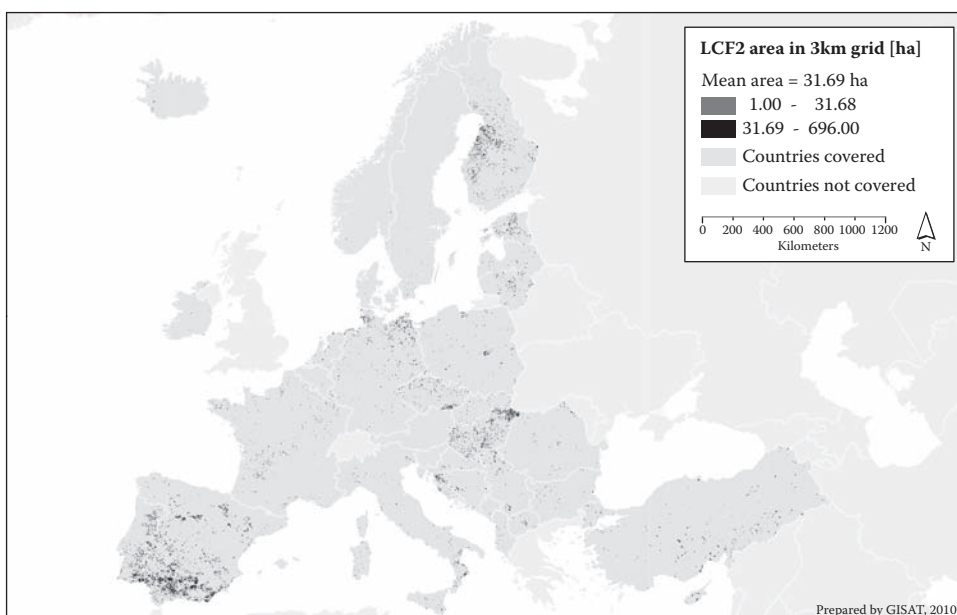 LCF2 area in 3km grid [ha]
Mean area = 31.69 ha
1.00 - 31.68
31.69 - 696.00
Countries covered
Countries not covered
0 200 400 600 800 1000 1200
Kilometers
N
Prepared by GISAT, 2010